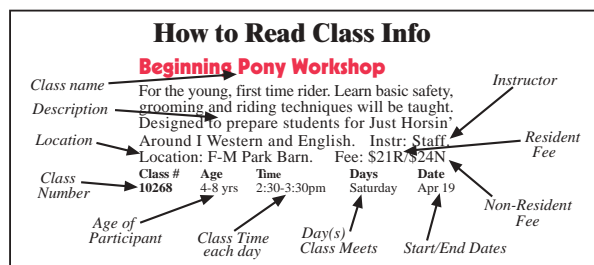 How to Read Class Info
Beginning Pony Workshop
Class name
For the young, first time rider. Learn basic safety,
Instructor
Description
grooming and riding techniques will be taught.
Designed to prepare students for Just Horsin'
Location
Around I Western and English. Instr: Staff.
Resident
Fee
Location: F-M Park Barn. Fee: $21R/$24N
Class
Number
Class # Age Time Days Date
10268 4-8 yrs 2:30-3:30pm Saturday Apr 19
Non-Resident
Fee
Age of
Participant
Class Time
each day
Day(s)
Class Meets
Start/End Dates